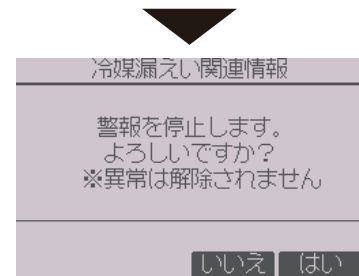 冷媒漏えい関連情報
警報を停止します。
よろしいですか？
※異常は解除されません
いいえ はい